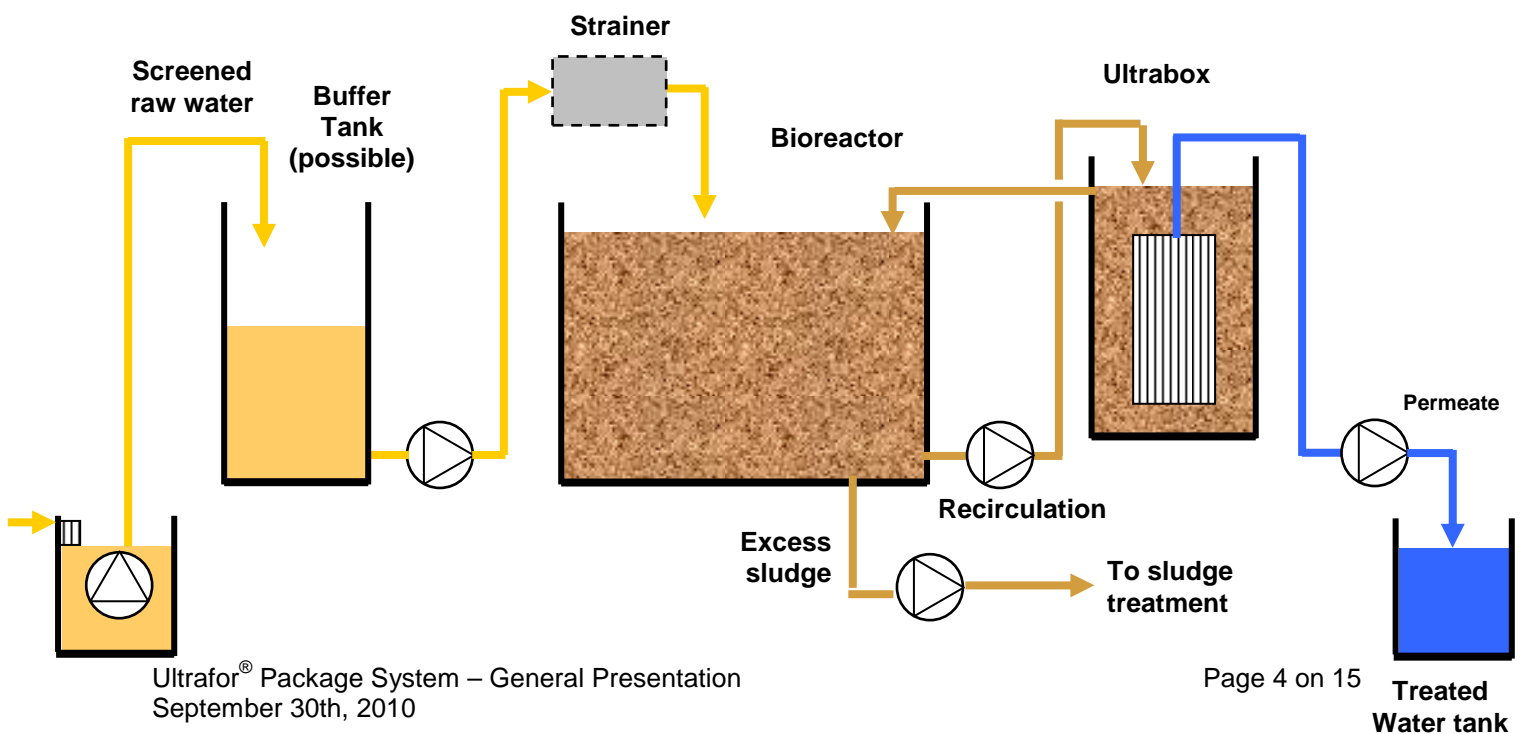 Strainer
Screened
raw water
Buffer
Tank
(possible)
Bioreactor
Ultrabox
Permeate
Recirculation
Excess
sludge
To sludge
treatment
Treated
Water tank
Ultrafor® Package System – General Presentation
September 30th, 2010
Page 4 on 15